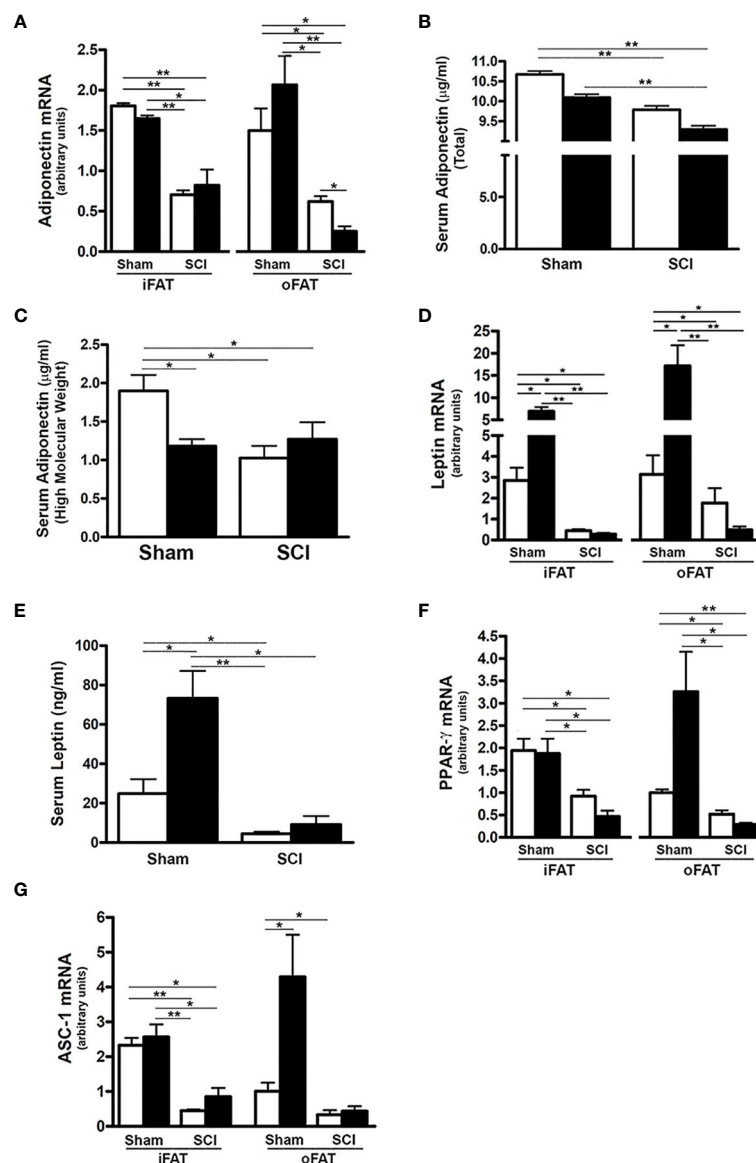 A
Adiponectin mRNA
(arbitrary units)
2.5
2.0
1.5
1.0
0.5
0.0
** ** * **
* * ** * *
Sham SCI Sham SCI
iFAT oFAT
B
Serum Adiponectin (μg/ml)
(Total)
11.0
10.5
10.0
9.5
5.0
0.0
** ** **
Sham SCI
C
Serum Adiponectin (μg/ml)
(High Molecular Weight)
2.5
2.0
1.5
1.0
0.5
0.0
* * *
Sham SCI
D
Leptin mRNA
(arbitrary units)
25
20
15
10
5
4
3
2
1
0
* * * ** **
* * * ** **
Sham SCI Sham SCI
iFAT oFAT
E
Serum Leptin (ng/ml)
100
80
60
40
20
0
* * * **
Sham SCI
F
PPAR-γ mRNA
(arbitrary units)
4.5
4.0
3.5
3.0
2.5
2.0
1.5
1.0
0.5
0.0
* * * *
** * * *
Sham SCI Sham SCI
iFAT oFAT
G
ASC-1 mRNA
(arbitrary units)
6
5
4
3
2
1
0
* ** * **
* *
Sham SCI Sham SCI
iFAT oFAT